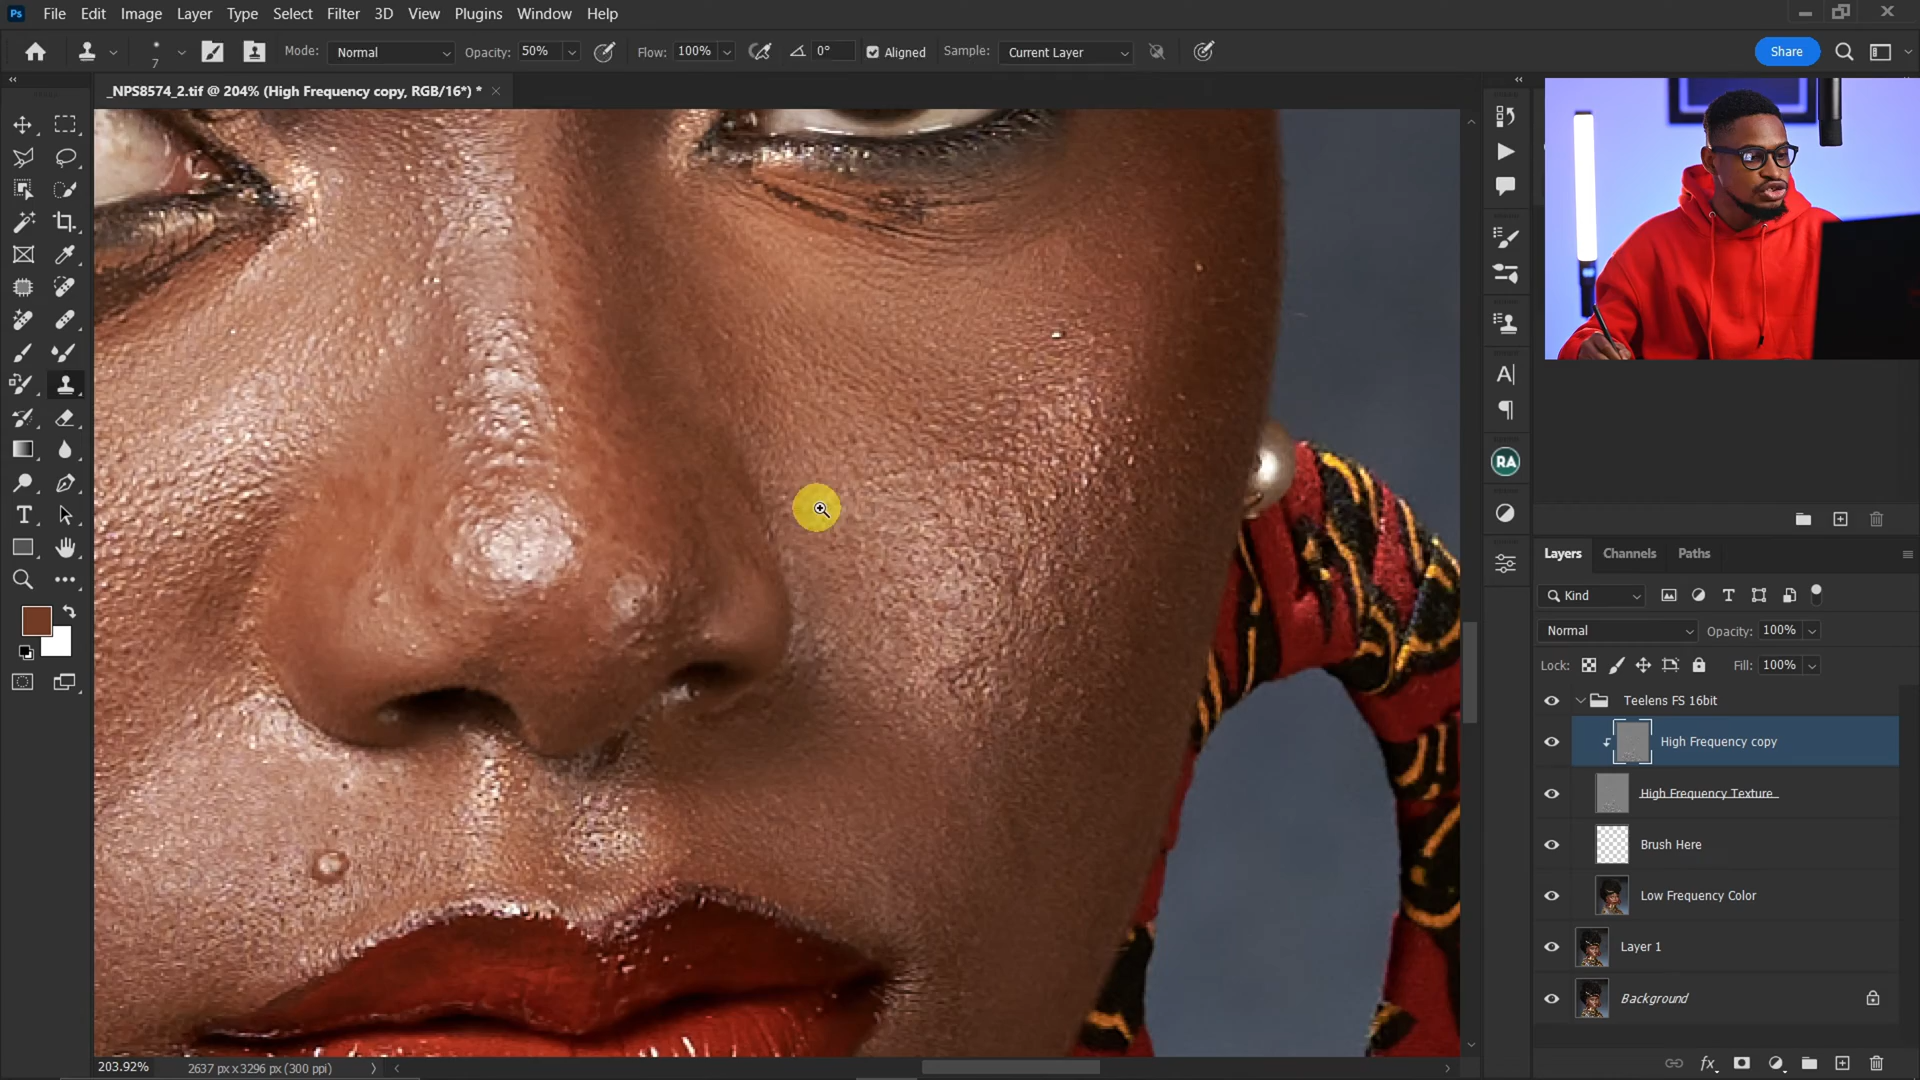 Ps File Edit Image Layer Type Select Filter 3D View Plugins Window Help
7 Mode: Normal Opacity: 50% Flow: 100% 0° Aligned Sample: Current Layer Share
_NPS8574_2.tif @ 204% (High Frequency copy, RGB/16*) *
RA
Layers Channels Paths
Kind
Normal Opacity: 100%
Lock: Fill: 100%
Teelens FS 16bit
High Frequency copy
High Frequency Texture
Brush Here
Low Frequency Color
Layer 1
Background
203.92% 2637 px x 3296 px (300 ppi)